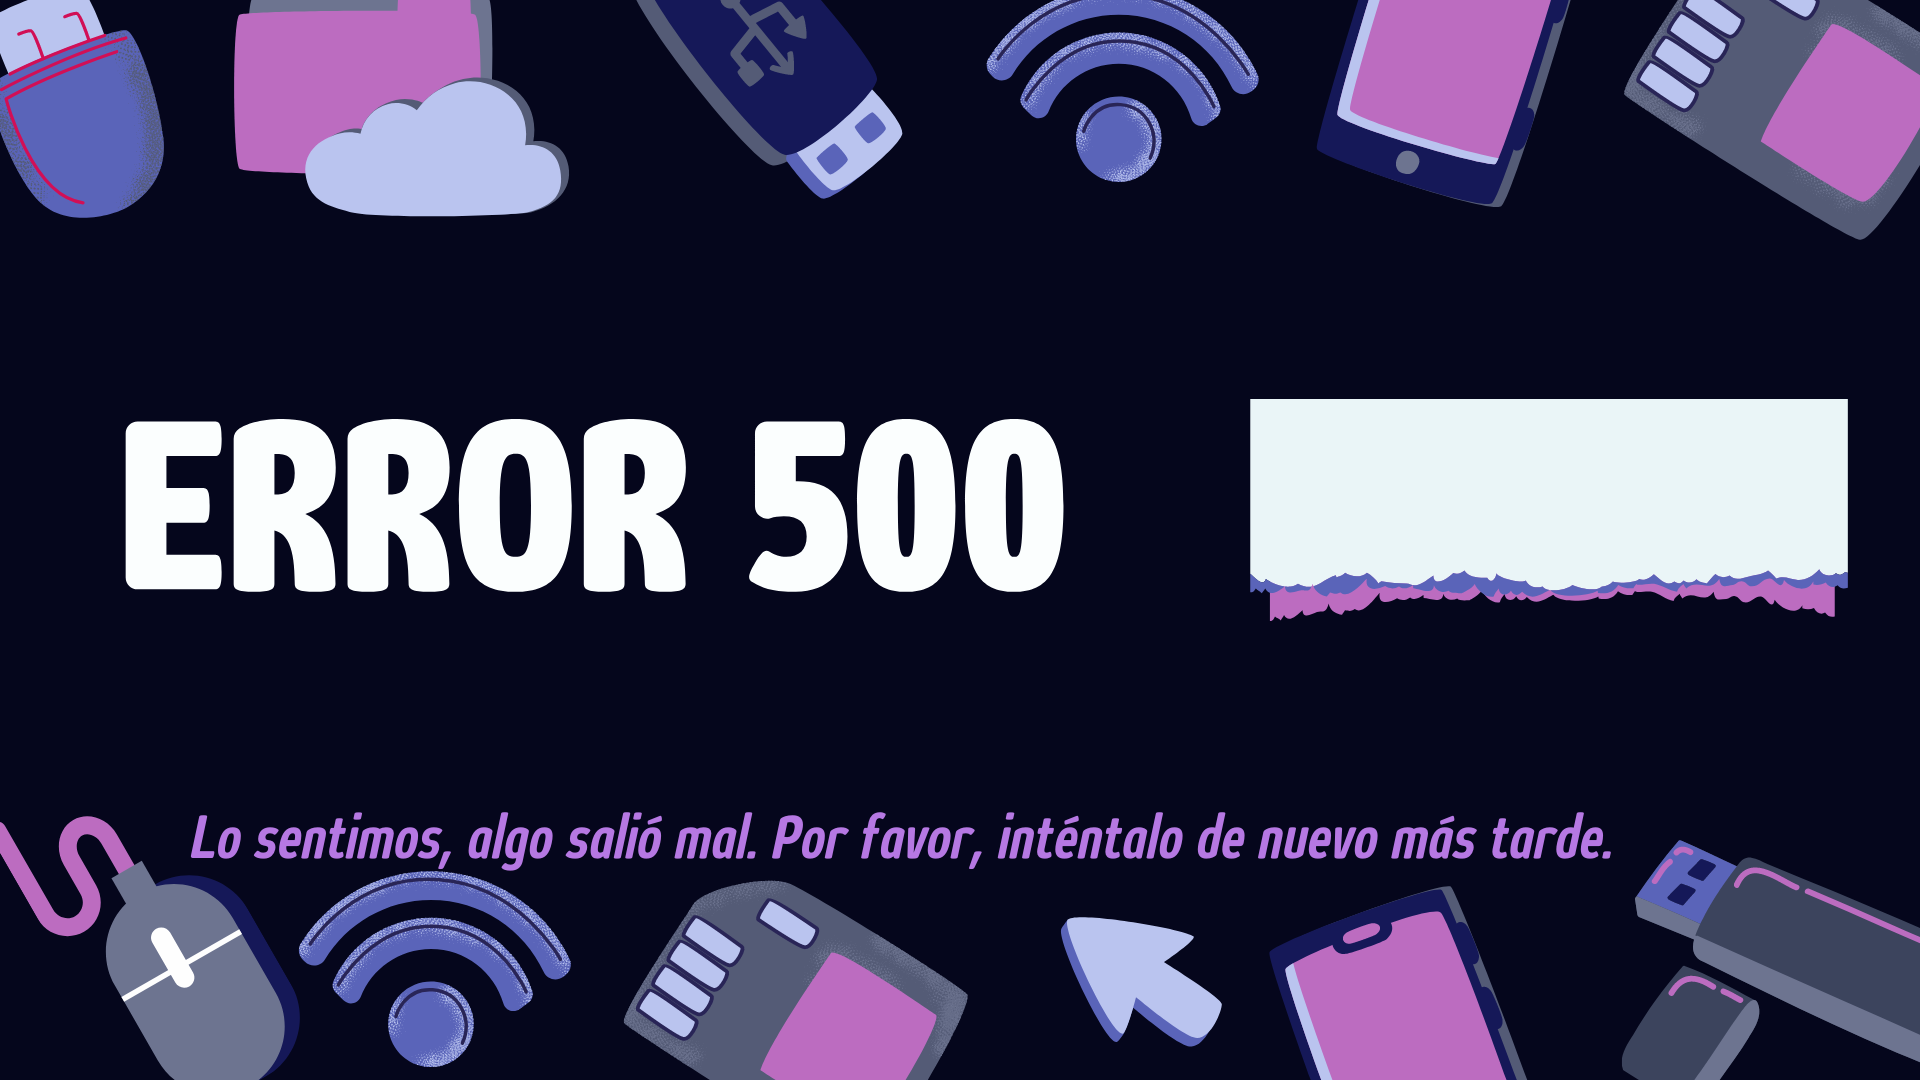 ERROR 500
Lo sentimos, algo salió mal. Por favor, inténtalo de nuevo más tarde.